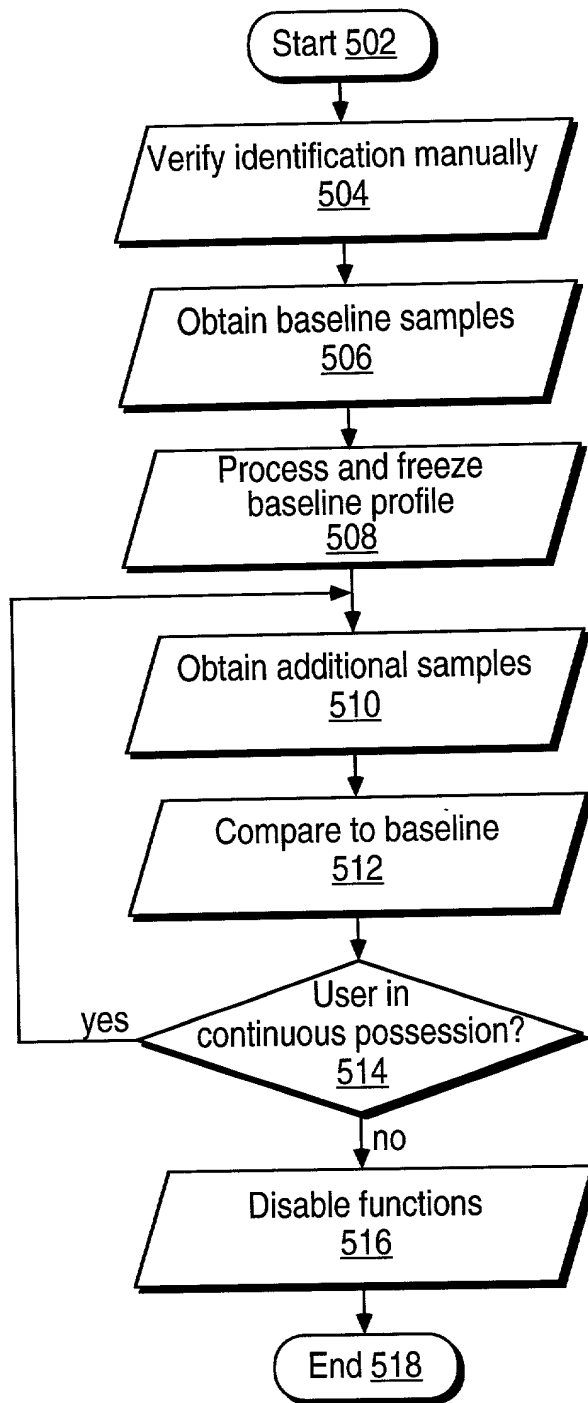 Start 502
Verify identification manually
504
Obtain baseline samples
506
Process and freeze
baseline profile
508
Obtain additional samples
510
Compare to baseline
512
User in
continuous possession?
514
yes
no
Disable functions
516
End 518